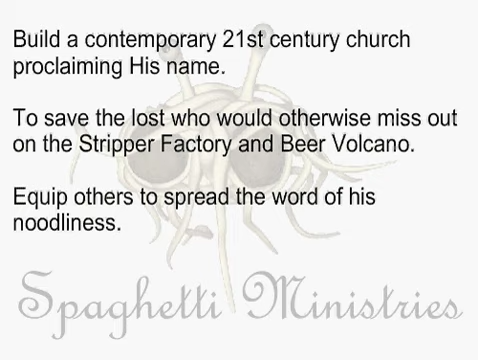 Build a contemporary 21st century church
proclaiming His name.
To save the lost who would otherwise miss out
on the Stripper Factory and Beer Volcano.
Equip others to spread the word of his
noodliness.
Spaghetti Ministries